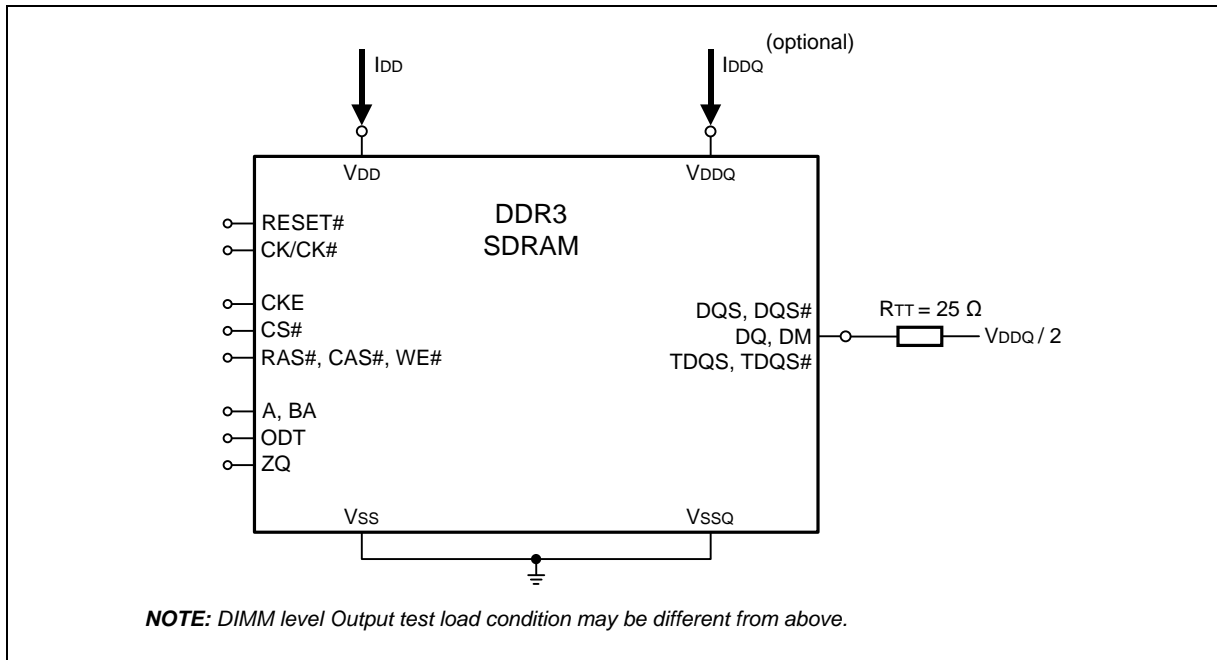 (optional)
IDD
IDDQ
VDD
VDDQ
DDR3
SDRAM
RESET#
CK/CK#
CKE
CS#
RAS#, CAS#, WE#
A, BA
ODT
ZQ
DQS, DQS#
DQ, DM
TDQS, TDQS#
RTT = 25 Ω
VDDQ / 2
VSS
VSSQ
NOTE: DIMM level Output test load condition may be different from above.